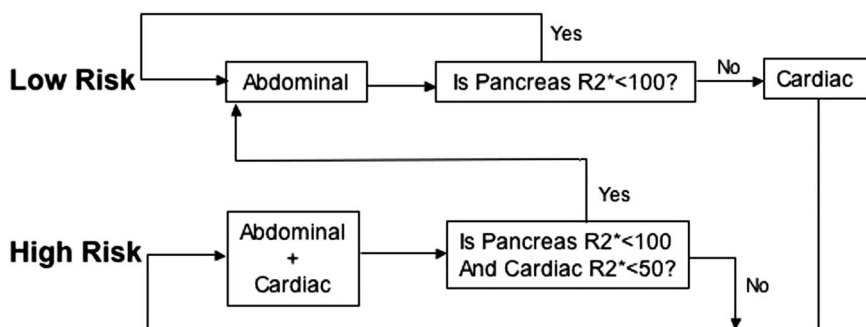 Yes
Low Risk
Abdominal
Is Pancreas R2*<100?
No
Cardiac
Yes
High Risk
Abdominal
+
Cardiac
Is Pancreas R2*<100
And Cardiac R2*<50?
No